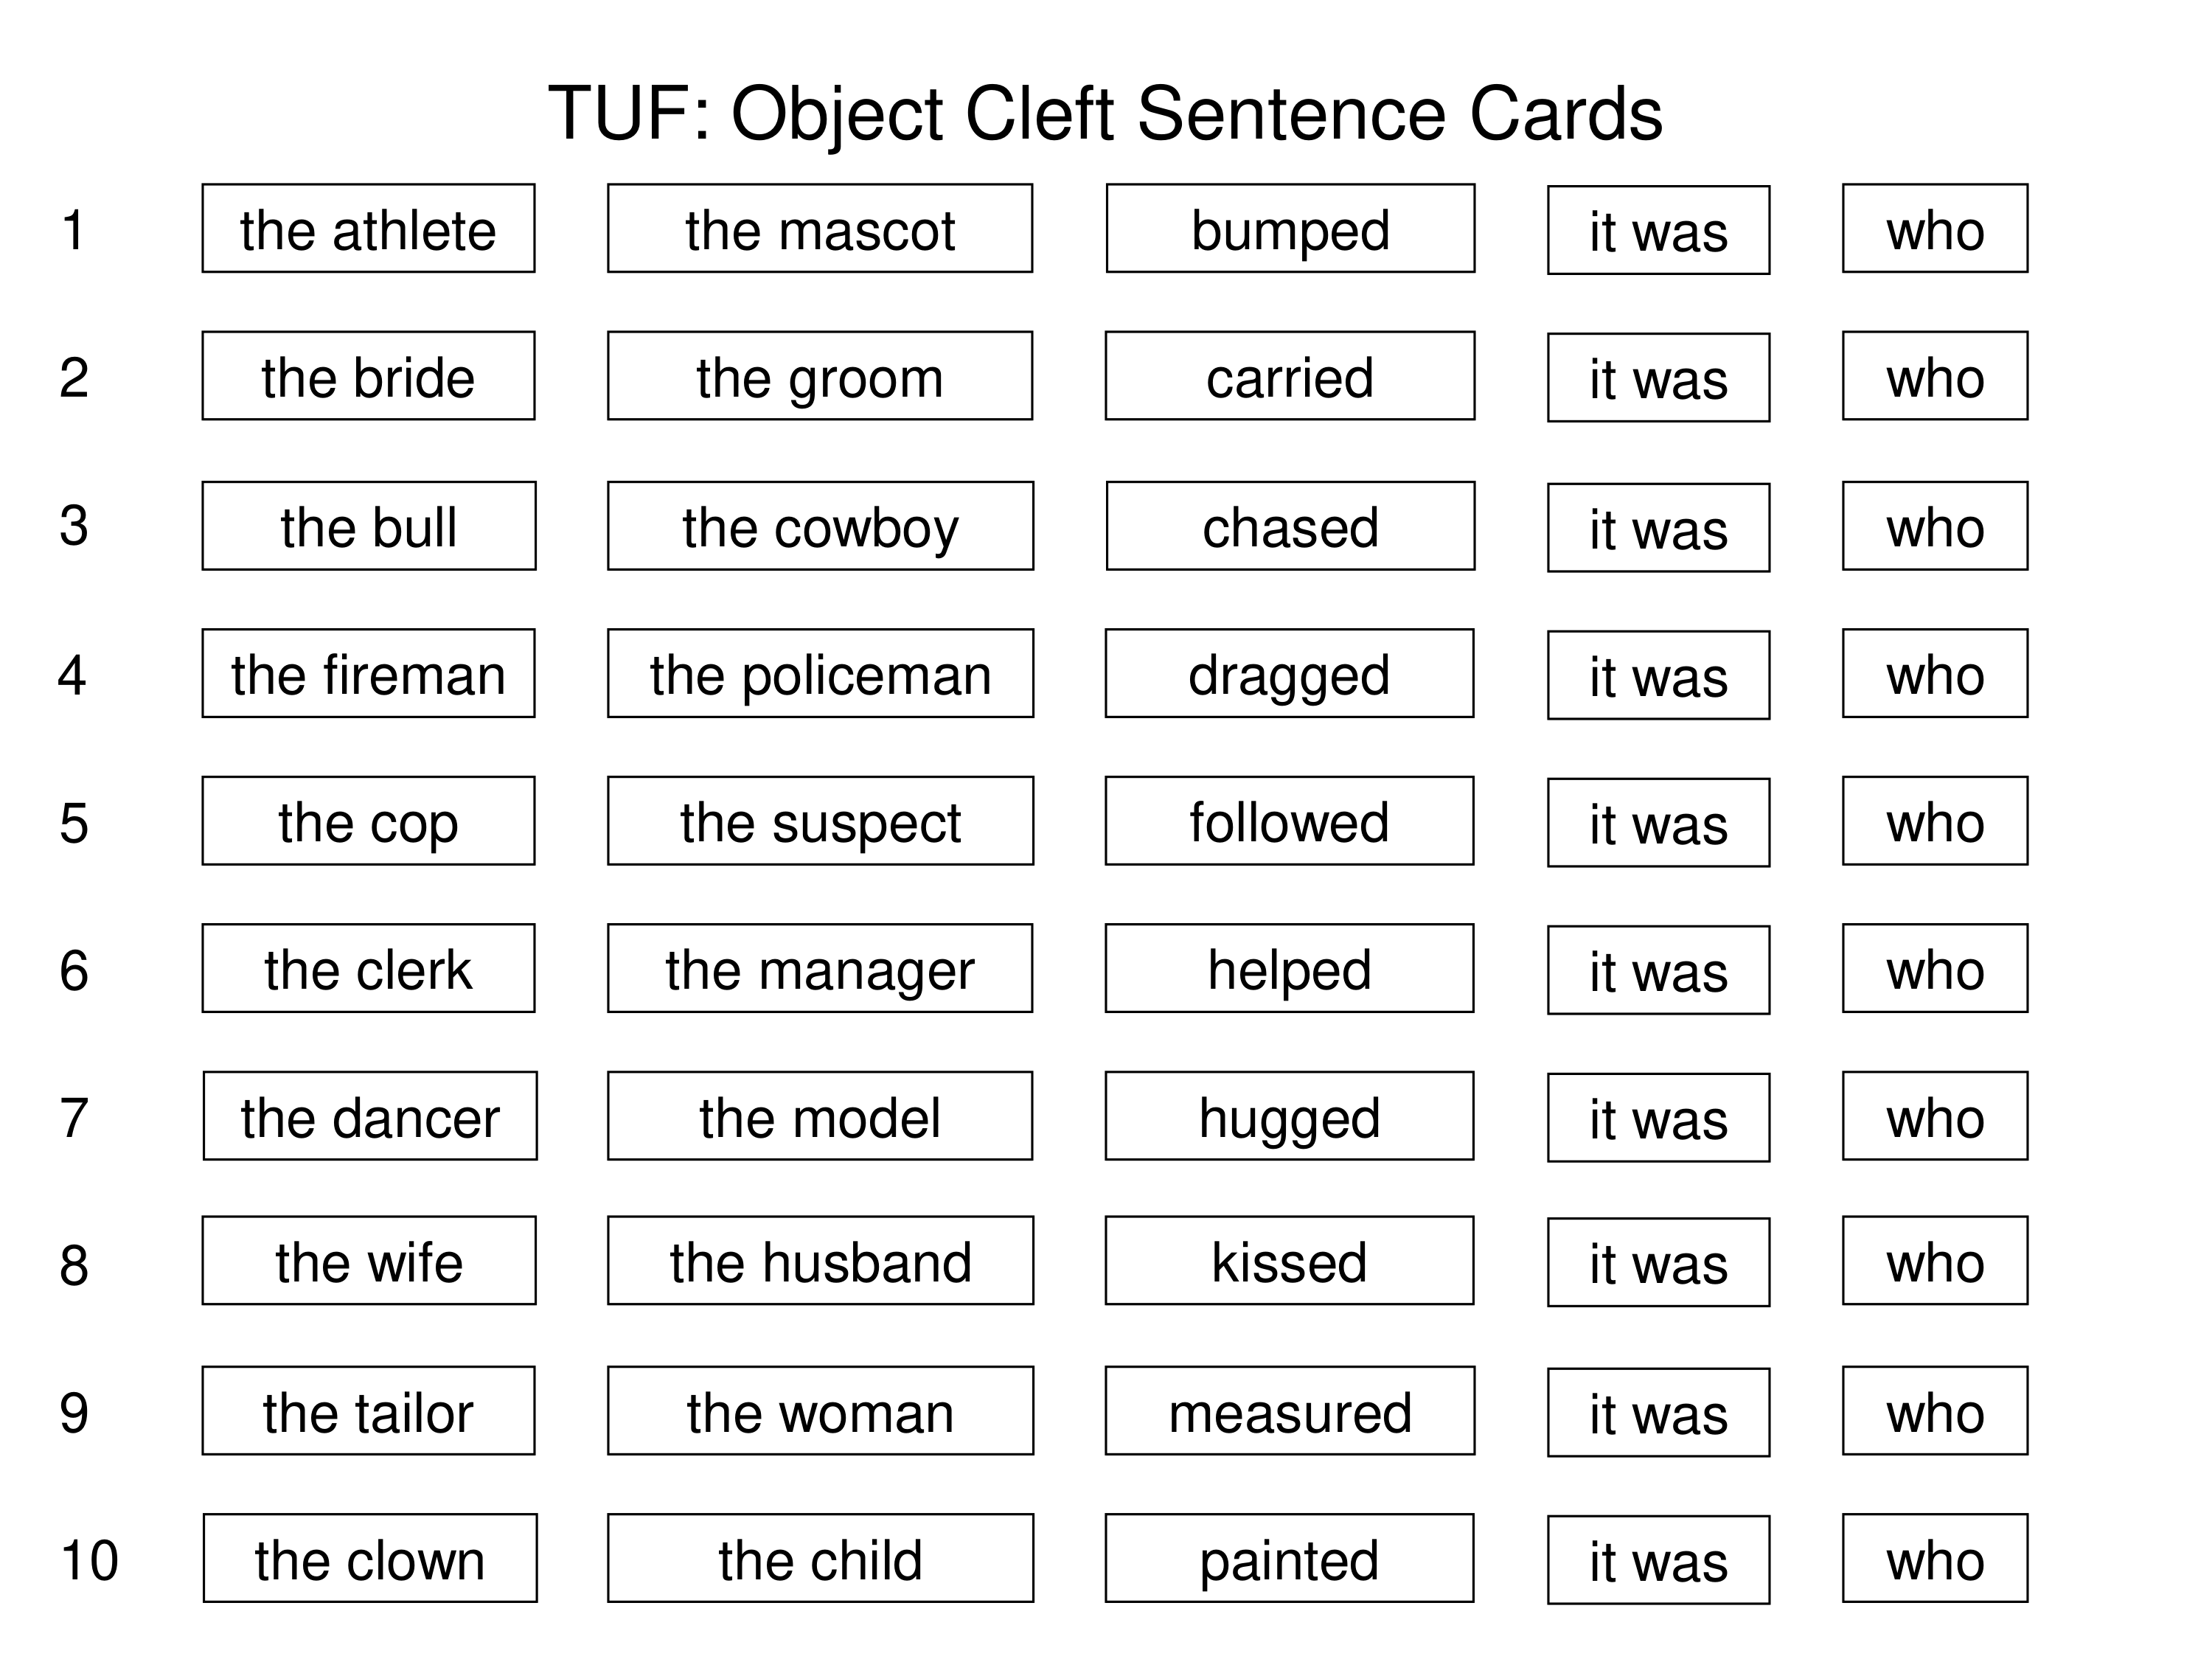 TUF: Object Cleft Sentence Cards
1 the athlete the mascot bumped it was who
2 the bride the groom carried it was who
3 the bull the cowboy chased it was who
4 the fireman the policeman dragged it was who
5 the cop the suspect followed it was who
6 the clerk the manager helped it was who
7 the dancer the model hugged it was who
8 the wife the husband kissed it was who
9 the tailor the woman measured it was who
10 the clown the child painted it was who